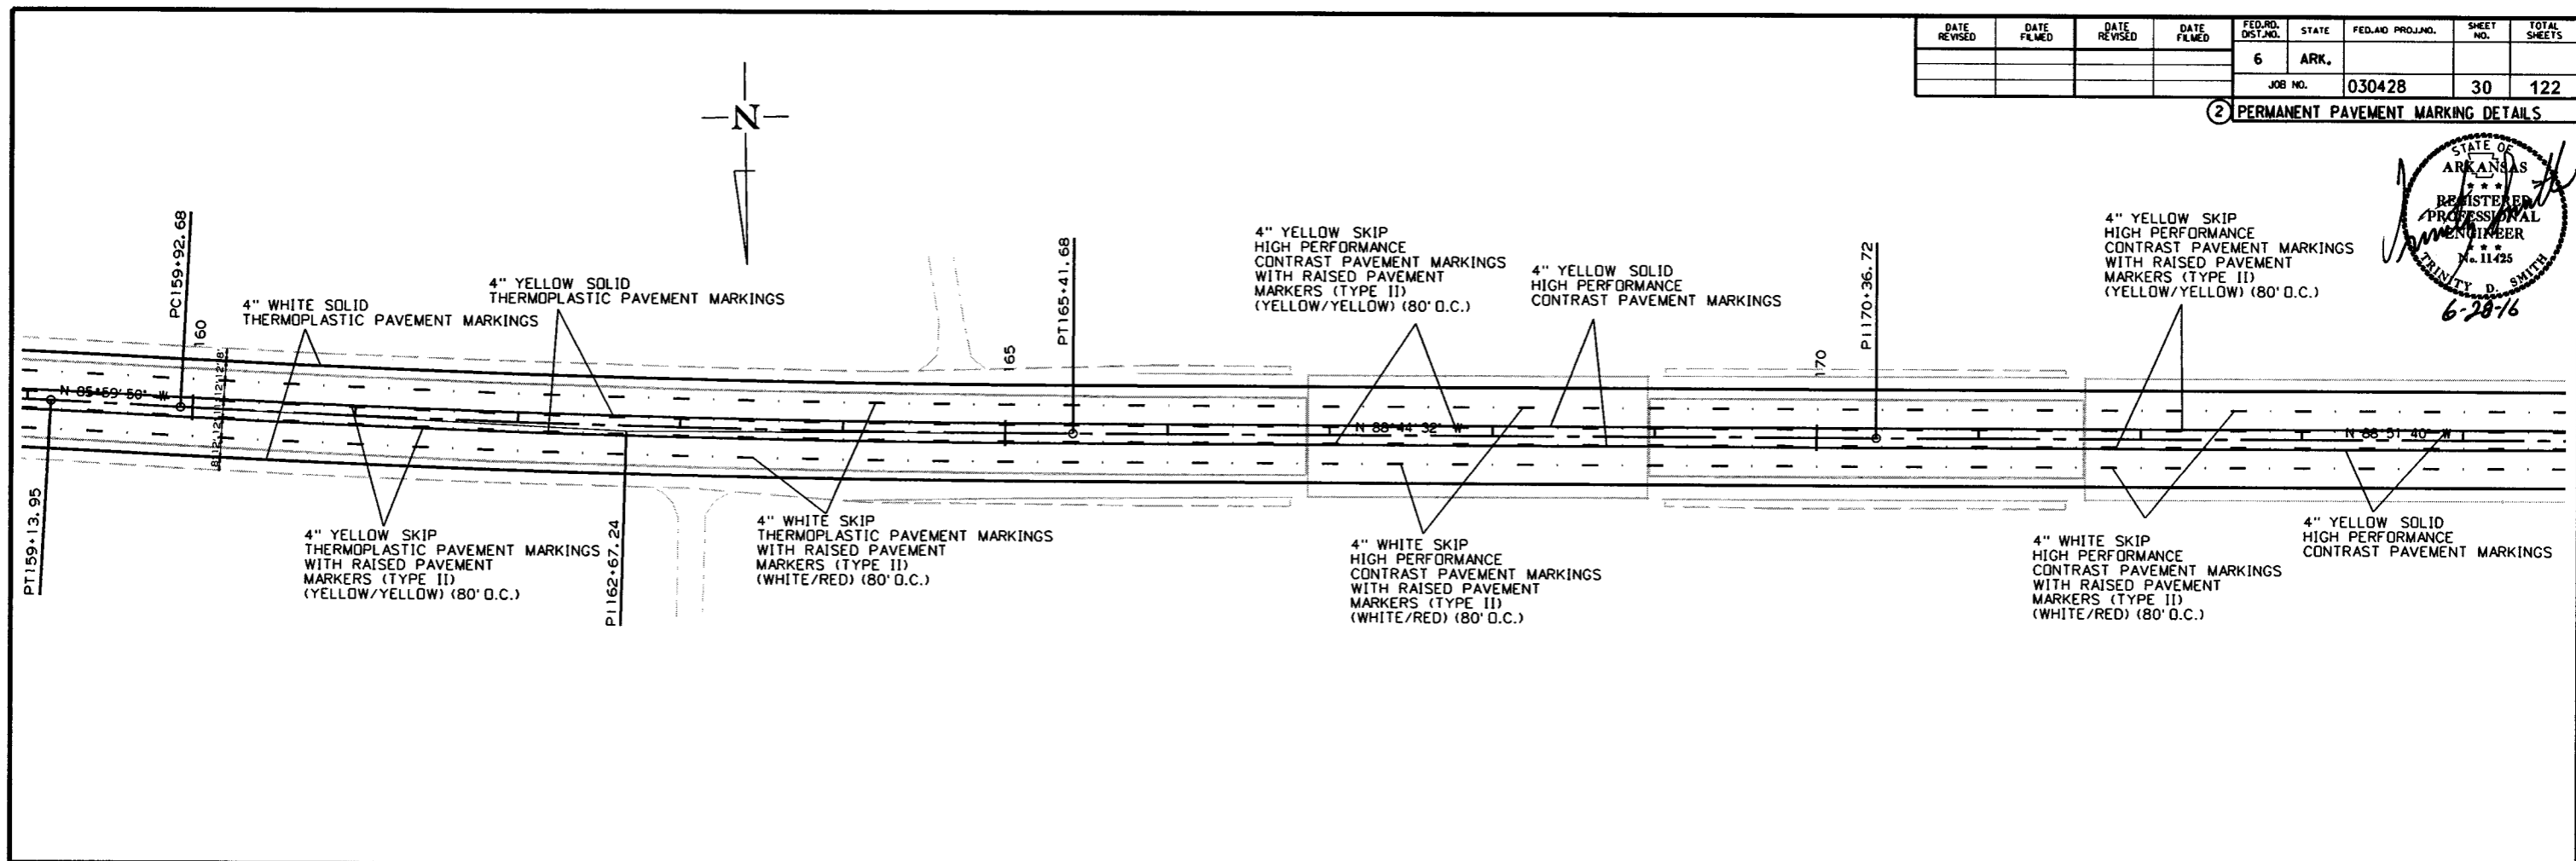 DATE REVISED
DATE FILMED
DATE REVISED
DATE FILMED
FED.RD. DIST.NO.
STATE
FED.AID PROJ.NO.
SHEET NO.
TOTAL SHEETS
6
ARK.
JOB NO.
030428
30
122
2
PERMANENT PAVEMENT MARKING DETAILS
STATE OF
ARKANSAS
REGISTERED
PROFESSIONAL
ENGINEER
No. 11425
TRINITY D. SMITH
6-28-16
N
PC159+92.68
160
4" WHITE SOLID
THERMOPLASTIC PAVEMENT MARKINGS
4" YELLOW SOLID
THERMOPLASTIC PAVEMENT MARKINGS
165
PT165+41.68
4" YELLOW SKIP
HIGH PERFORMANCE
CONTRAST PAVEMENT MARKINGS
WITH RAISED PAVEMENT
MARKERS (TYPE II)
(YELLOW/YELLOW) (80' O.C.)
4" YELLOW SOLID
HIGH PERFORMANCE
CONTRAST PAVEMENT MARKINGS
170
PI170+36.72
4" YELLOW SKIP
HIGH PERFORMANCE
CONTRAST PAVEMENT MARKINGS
WITH RAISED PAVEMENT
MARKERS (TYPE II)
(YELLOW/YELLOW) (80' O.C.)
N 85°59'50" W
8' 12' 12' 11' 12' 12' 8'
N 88°44'32" W
N 88°51'40" W
PT159+13.95
4" YELLOW SKIP
THERMOPLASTIC PAVEMENT MARKINGS
WITH RAISED PAVEMENT
MARKERS (TYPE II)
(YELLOW/YELLOW) (80' O.C.)
PI162+67.24
4" WHITE SKIP
THERMOPLASTIC PAVEMENT MARKINGS
WITH RAISED PAVEMENT
MARKERS (TYPE II)
(WHITE/RED) (80' O.C.)
4" WHITE SKIP
HIGH PERFORMANCE
CONTRAST PAVEMENT MARKINGS
WITH RAISED PAVEMENT
MARKERS (TYPE II)
(WHITE/RED) (80' O.C.)
4" WHITE SKIP
HIGH PERFORMANCE
CONTRAST PAVEMENT MARKINGS
WITH RAISED PAVEMENT
MARKERS (TYPE II)
(WHITE/RED) (80' O.C.)
4" YELLOW SOLID
HIGH PERFORMANCE
CONTRAST PAVEMENT MARKINGS